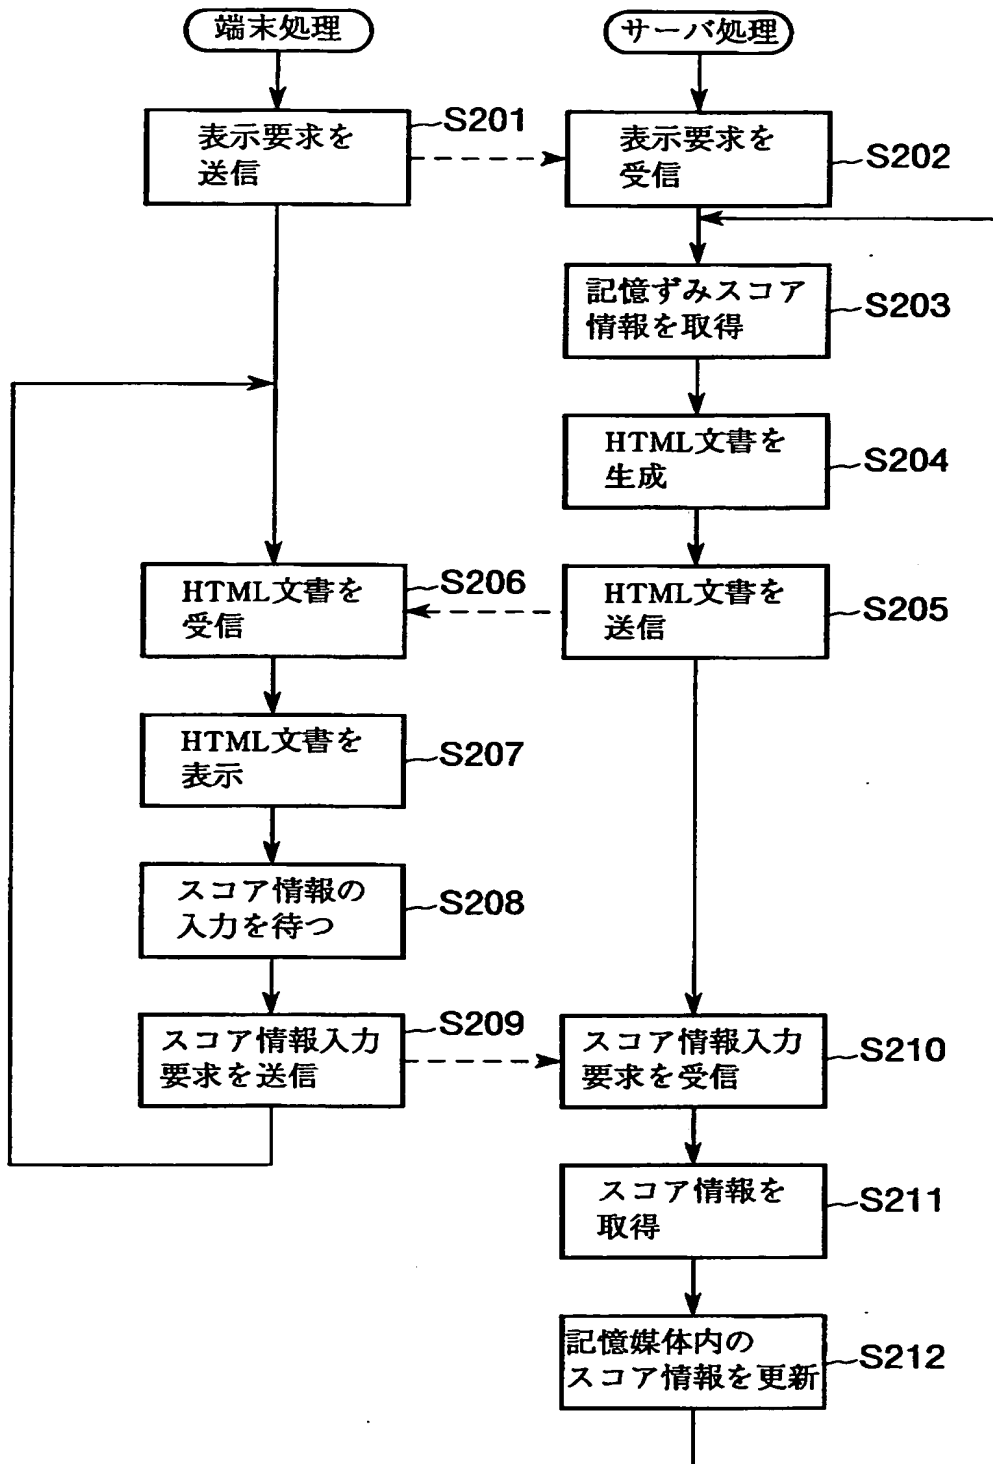 端末処理
サーバ処理
表示要求を
送信
S201
表示要求を
受信
S202
記憶ずみスコア
情報を取得
S203
HTML文書を
生成
S204
HTML文書を
送信
S205
HTML文書を
受信
S206
HTML文書を
表示
S207
スコア情報の
入力を待つ
S208
スコア情報入力
要求を送信
S209
スコア情報入力
要求を受信
S210
スコア情報を
取得
S211
記憶媒体内の
スコア情報を更新
S212